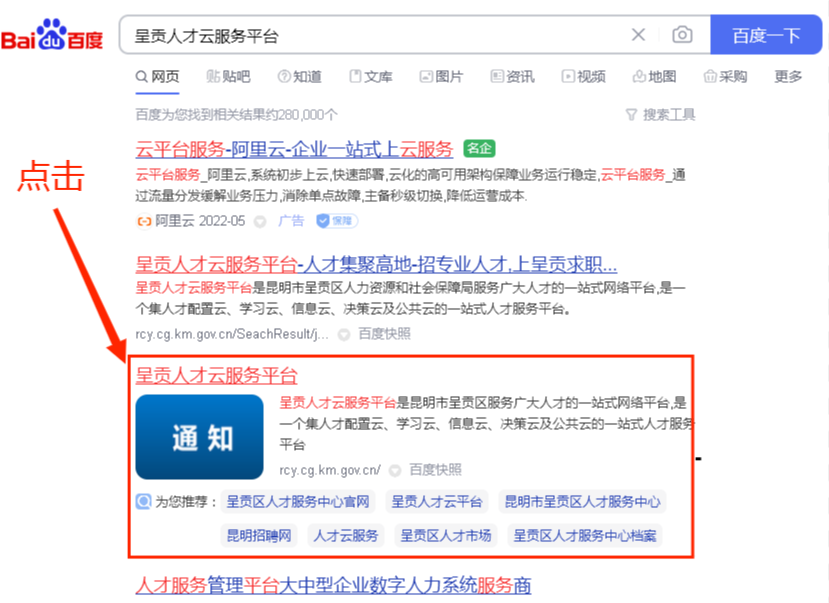 Bai du 百度
呈贡人才云服务平台
百度一下
网页 贴吧 知道 文库 图片 资讯 视频 地图 采购 更多
百度为您找到相关结果约280,000个
搜索工具
点击
云平台服务-阿里云-企业一站式上云服务 名企
云平台服务_阿里云,系统初步上云,快速部署,云化的高可用架构保障业务运行稳定,云平台服务_通
过流量分发缓解业务压力,消除单点故障,主备秒级切换,降低运营成本.
阿里云 2022-05 广告 保障
呈贡人才云服务平台-人才集聚高地-招专业人才,上呈贡求职...
呈贡人才云服务平台是昆明市呈贡区人力资源和社会保障局服务广大人才的一站式网络平台,是一
个集人才配置云、学习云、信息云、决策云及公共云的一站式人才服务平台。
rcy.cg.km.gov.cn/SeachResult/j... 百度快照
呈贡人才云服务平台
通知
呈贡人才云服务平台是昆明市呈贡区服务广大人才的一站式网络平台,是
一个集人才配置云、学习云、信息云、决策云及公共云的一站式人才服务
平台
rcy.cg.km.gov.cn/ 百度快照
为您推荐: 呈贡区人才服务中心官网 呈贡人才云平台 昆明市呈贡区人才服务中心
昆明招聘网 人才云服务 呈贡区人才市场 呈贡区人才服务中心档案
人才服务管理平台大中型企业数字人力系统服务商